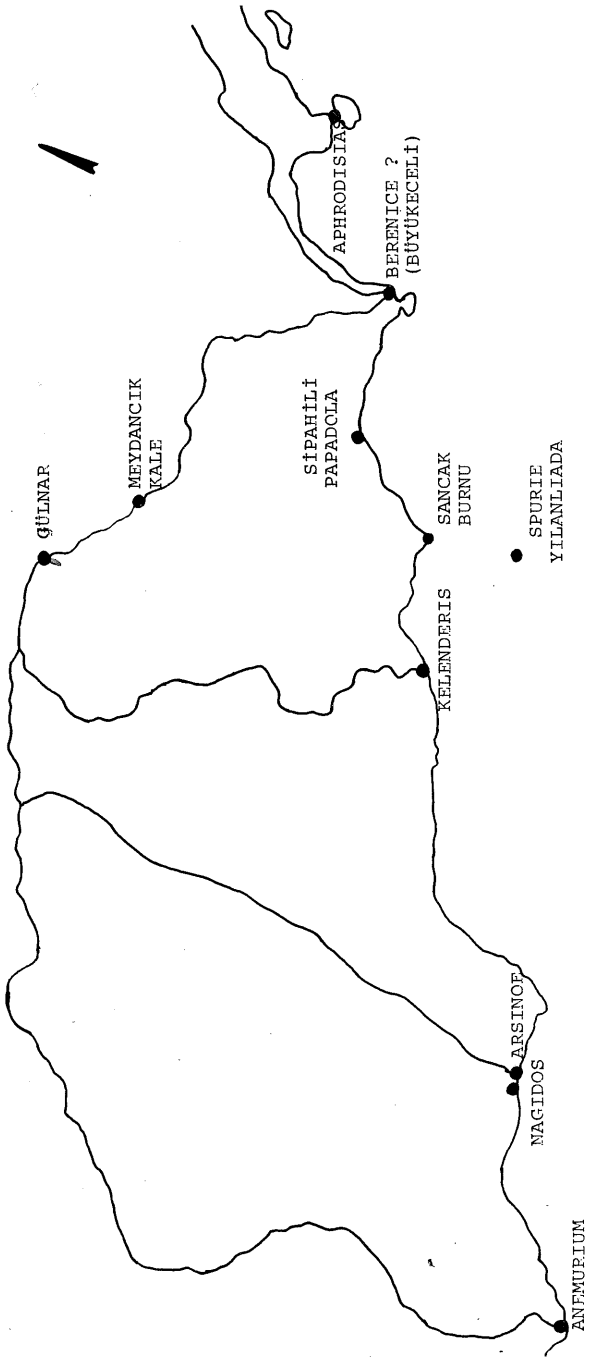 GÜLNAR
MEYDANCIK
KALE
APHRODISIAS
BERENICE ?
(BÜYÜKECELİ)
SİPAHİLİ
PAPADOLA
SANCAK
BURNU
SPURIE
YILANLIADA
KELENDERIS
ARSINOE
NAGIDOS
ANEMURIUM